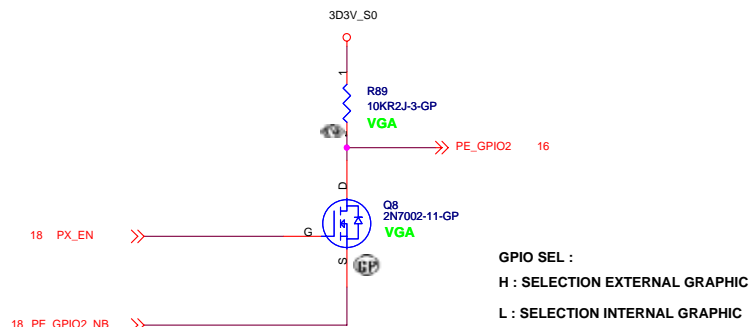 3D3V_S0
1
R89
10KR2J-3-GP
VGA
PE_GPIO2 16
D
Q8
2N7002-11-GP
VGA
18 PX_EN
G
S
GP
GPIO SEL :
H : SELECTION EXTERNAL GRAPHIC
L : SELECTION INTERNAL GRAPHIC
18 PE_GPIO2_NB